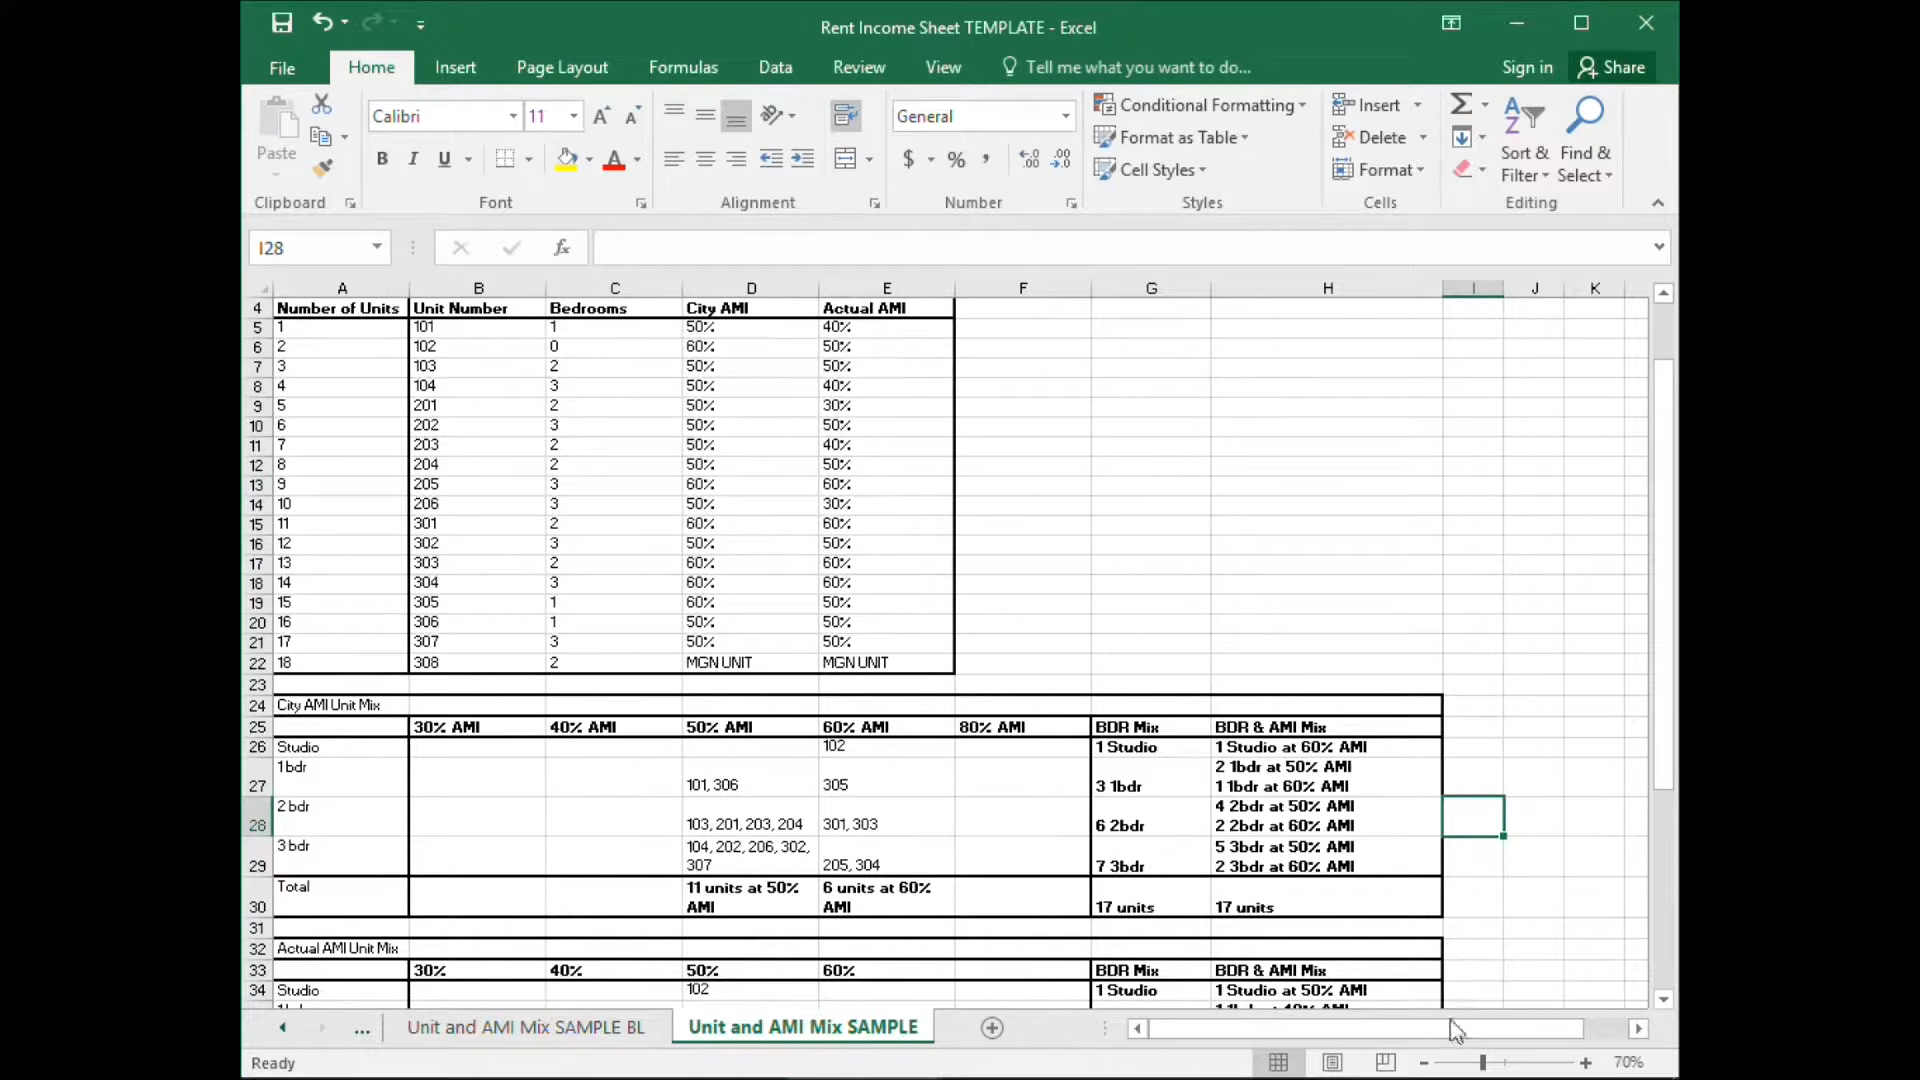 Rent Income Sheet TEMPLATE - Excel
File Home Insert Page Layout Formulas Data Review View Tell me what you want to do... Sign in Share
Paste Calibri 11 General Conditional Formatting Insert
$ % Format as Table Delete
B I U A Cell Styles Format
Sort & Filter Find & Select
Clipboard Font Alignment Number Styles Cells Editing
I28 fx
A B C D E F G H I J K
4 Number of Units Unit Number Bedrooms City AMI Actual AMI
5 1 101 1 50% 40%
6 2 102 0 60% 50%
7 3 103 2 50% 50%
8 4 104 3 50% 40%
9 5 201 2 50% 30%
10 6 202 3 50% 50%
11 7 203 2 50% 40%
12 8 204 2 50% 50%
13 9 205 3 60% 60%
14 10 206 3 50% 30%
15 11 301 2 60% 60%
16 12 302 3 50% 50%
17 13 303 2 60% 60%
18 14 304 3 60% 60%
19 15 305 1 60% 50%
20 16 306 1 50% 50%
21 17 307 3 50% 50%
22 18 308 2 MGN UNIT MGN UNIT
23
24 City AMI Unit Mix
25 30% AMI 40% AMI 50% AMI 60% AMI 80% AMI BDR Mix BDR & AMI Mix
26 Studio 102 1 Studio 1 Studio at 60% AMI
1 bdr 2 1bdr at 50% AMI
27 101, 306 305 3 1bdr 1 1bdr at 60% AMI
2 bdr 4 2bdr at 50% AMI
28 103, 201, 203, 204 301, 303 6 2bdr 2 2bdr at 60% AMI
3 bdr 104, 202, 206, 302, 5 3bdr at 50% AMI
29 307 205, 304 7 3bdr 2 3bdr at 60% AMI
Total 11 units at 50% 6 units at 60%
30 AMI AMI 17 units 17 units
31
32 Actual AMI Unit Mix
33 30% 40% 50% 60% BDR Mix BDR & AMI Mix
34 Studio 102 1 Studio 1 Studio at 50% AMI
... Unit and AMI Mix SAMPLE BL Unit and AMI Mix SAMPLE
Ready 70%